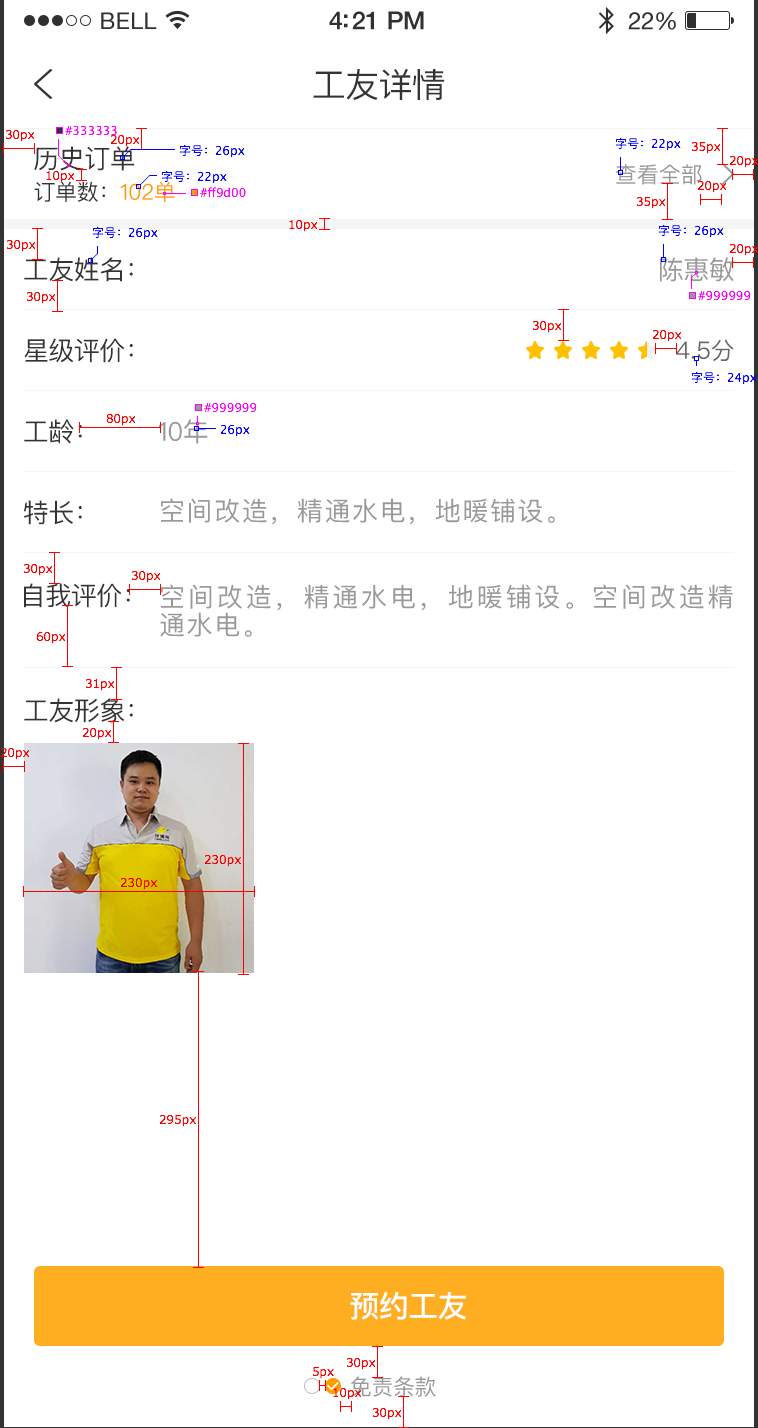 BELL 4:21 PM 22%
工友详情
30px #333333 20px 字号：26px 字号：22px 35px
历史订单 查看全部 20px
10px 字号：22px 20px
订单数：102单 #ff9d00 35px
10px
30px 字号：26px 字号：26px 20px
工友姓名： 陈惠敏
30px #999999
30px 20px
星级评价： 4.5分
字号：24px
#999999
工龄： 80px 10年 26px
特长： 空间改造，精通水电，地暖铺设。
30px 30px
自我评价： 空间改造，精通水电，地暖铺设。空间改造精
60px 通水电。
31px
工友形象：
20px
20px
230px
230px
295px
预约工友
30px
5px
免责条款
10px
30px